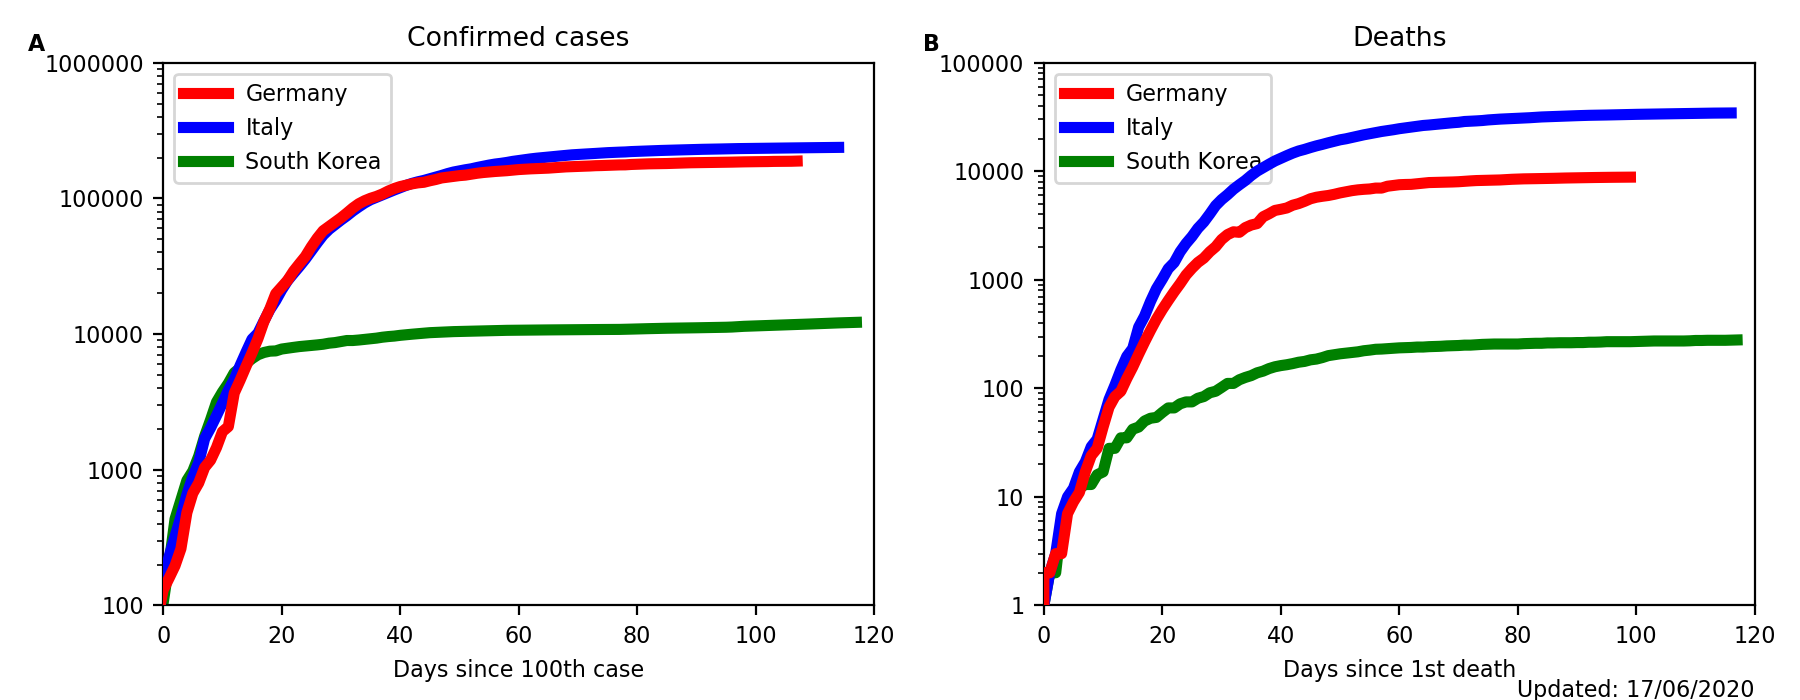 A
Confirmed cases
1000000
100000
10000
1000
100
Germany
Italy
South Korea
0 20 40 60 80 100 120
Days since 100th case
B
Deaths
100000
10000
1000
100
10
1
Germany
Italy
South Korea
0 20 40 60 80 100 120
Days since 1st death
Updated: 17/06/2020